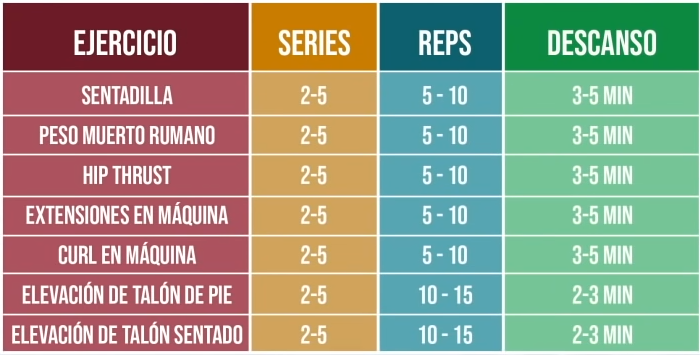 EJERCICIO SERIES REPS DESCANSO
SENTADILLA 2-5 5 - 10 3-5 MIN
PESO MUERTO RUMANO 2-5 5 - 10 3-5 MIN
HIP THRUST 2-5 5 - 10 3-5 MIN
EXTENSIONES EN MÁQUINA 2-5 5 - 10 3-5 MIN
CURL EN MÁQUINA 2-5 5 - 10 3-5 MIN
ELEVACIÓN DE TALÓN DE PIE 2-5 10 - 15 2-3 MIN
ELEVACIÓN DE TALÓN SENTADO 2-5 10 - 15 2-3 MIN